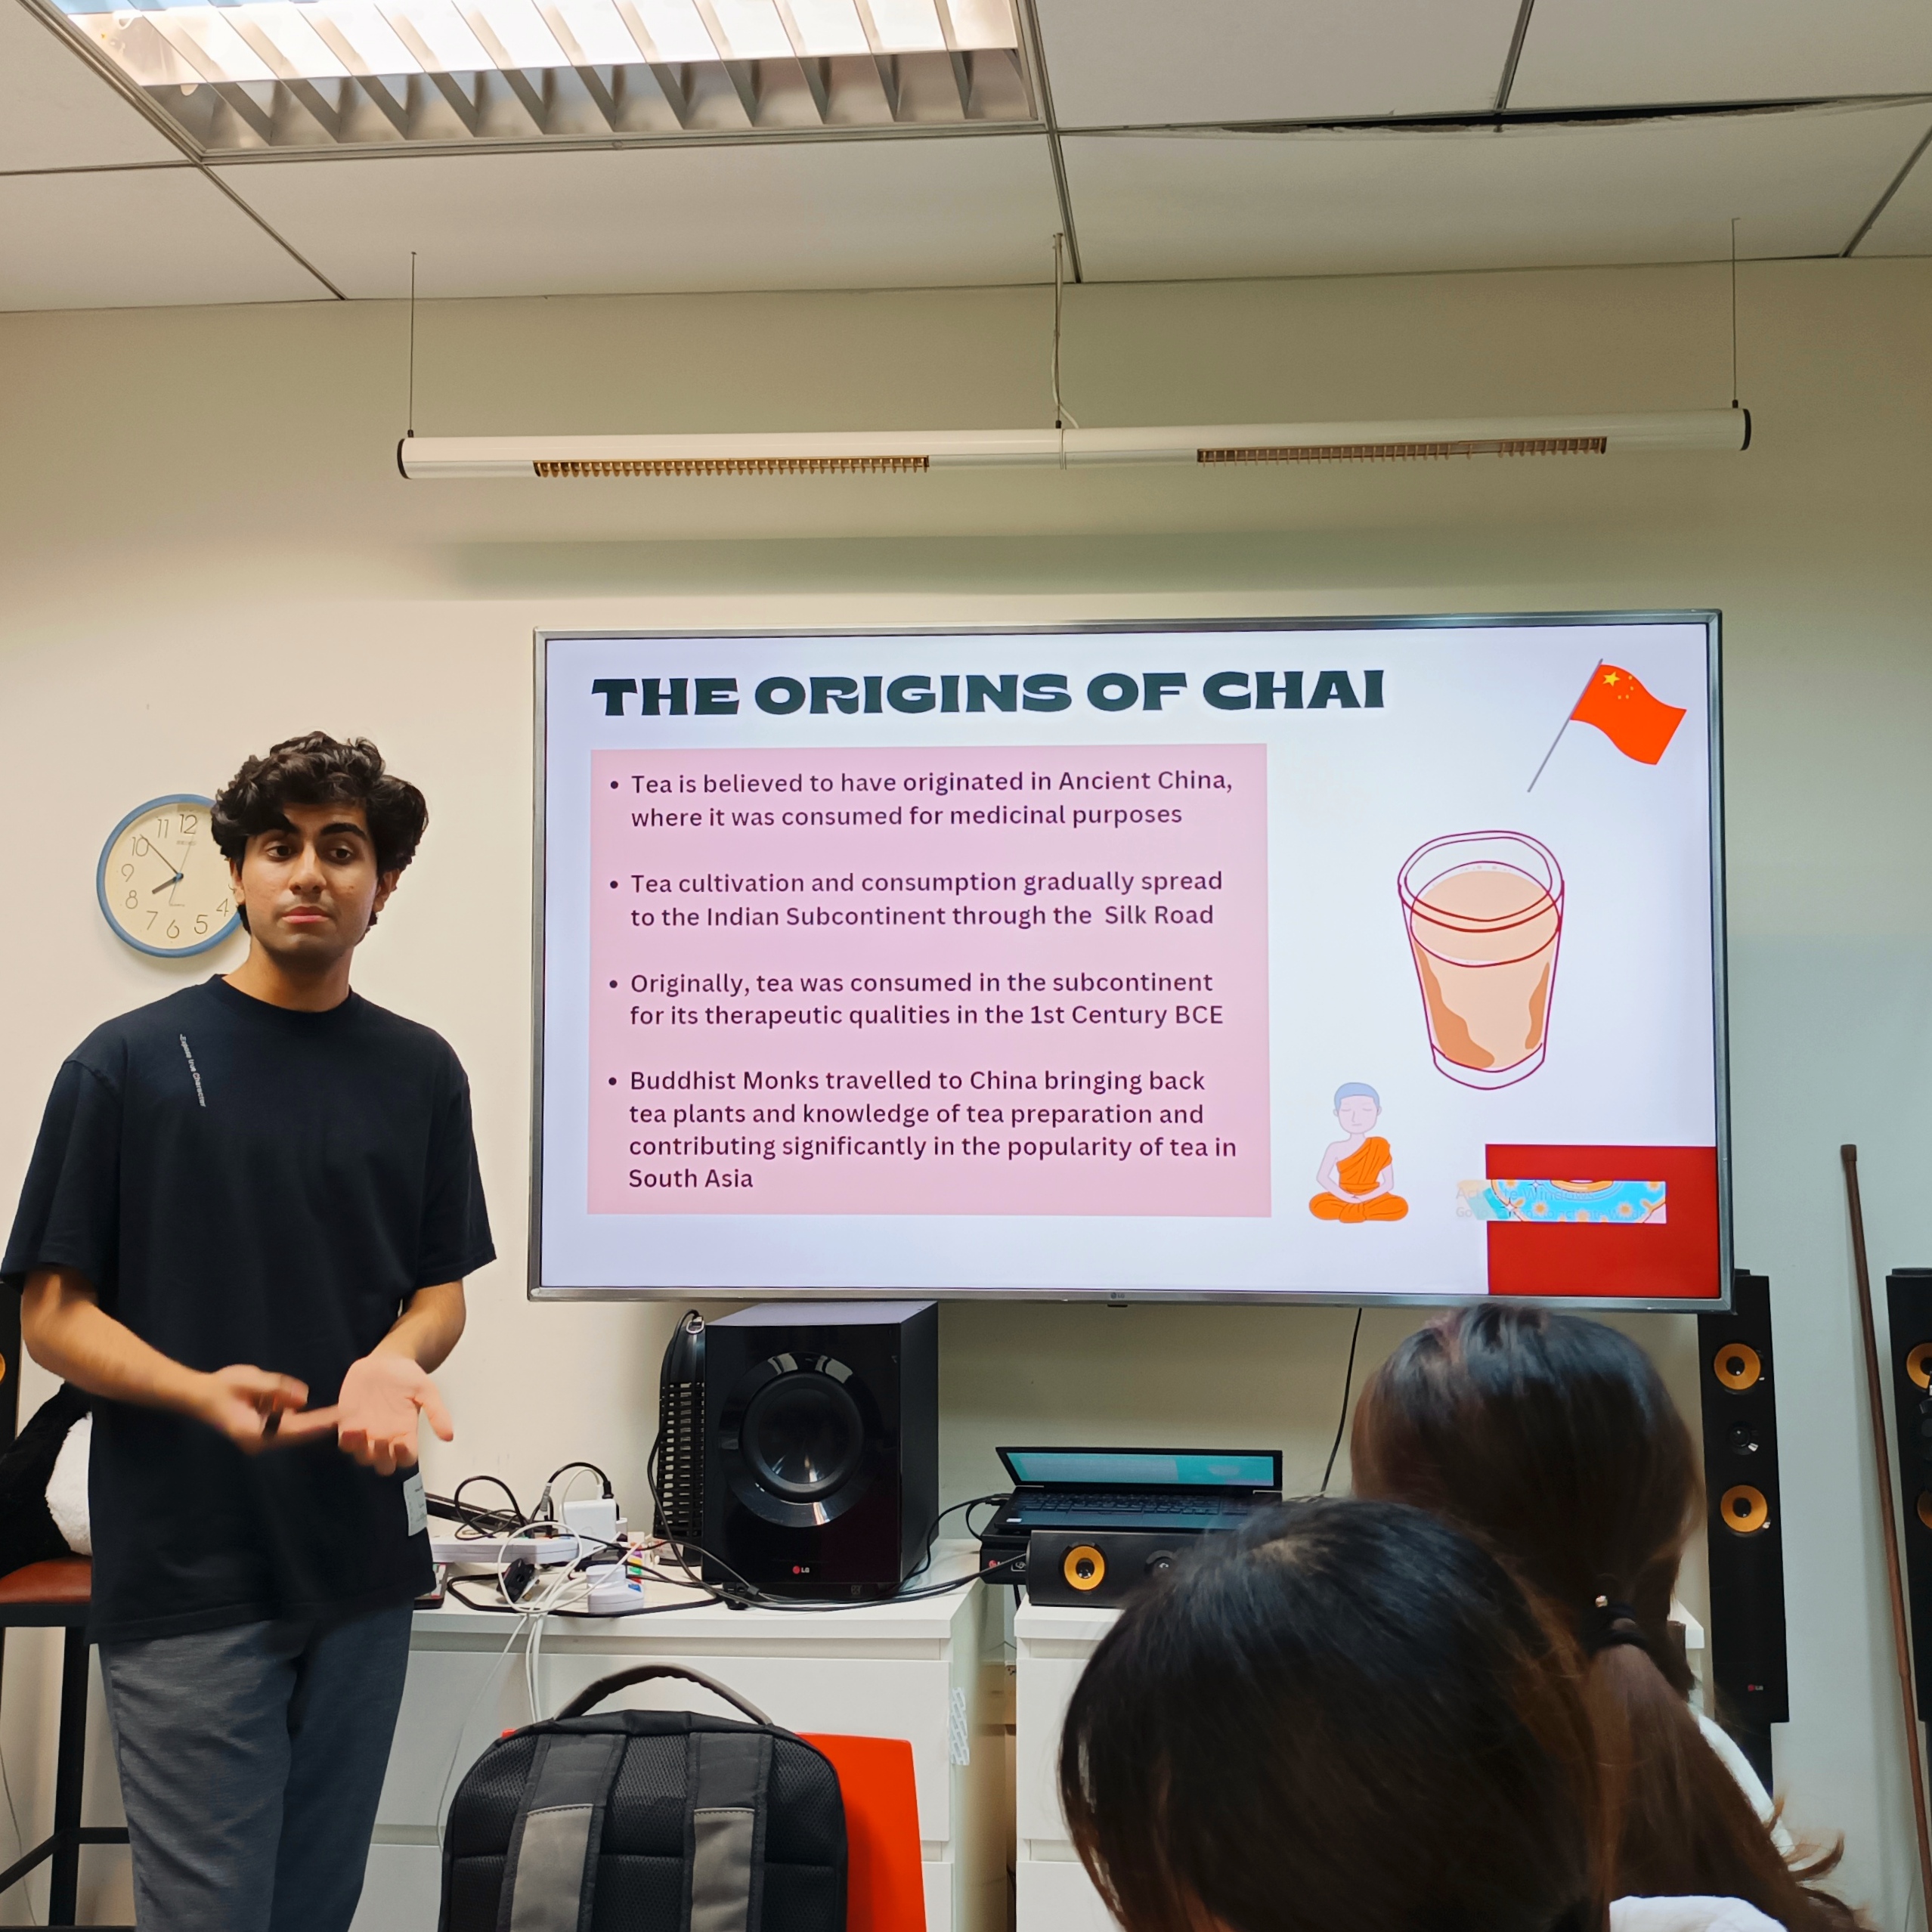 THE ORIGINS OF CHAI
• Tea is believed to have originated in Ancient China,
where it was consumed for medicinal purposes
• Tea cultivation and consumption gradually spread
to the Indian Subcontinent through the Silk Road
• Originally, tea was consumed in the subcontinent
for its therapeutic qualities in the 1st Century BCE
• Buddhist Monks travelled to China bringing back
tea plants and knowledge of tea preparation and
contributing significantly in the popularity of tea in
South Asia
11 12
10
9
8
7 6 5 4
LG
LG
LG